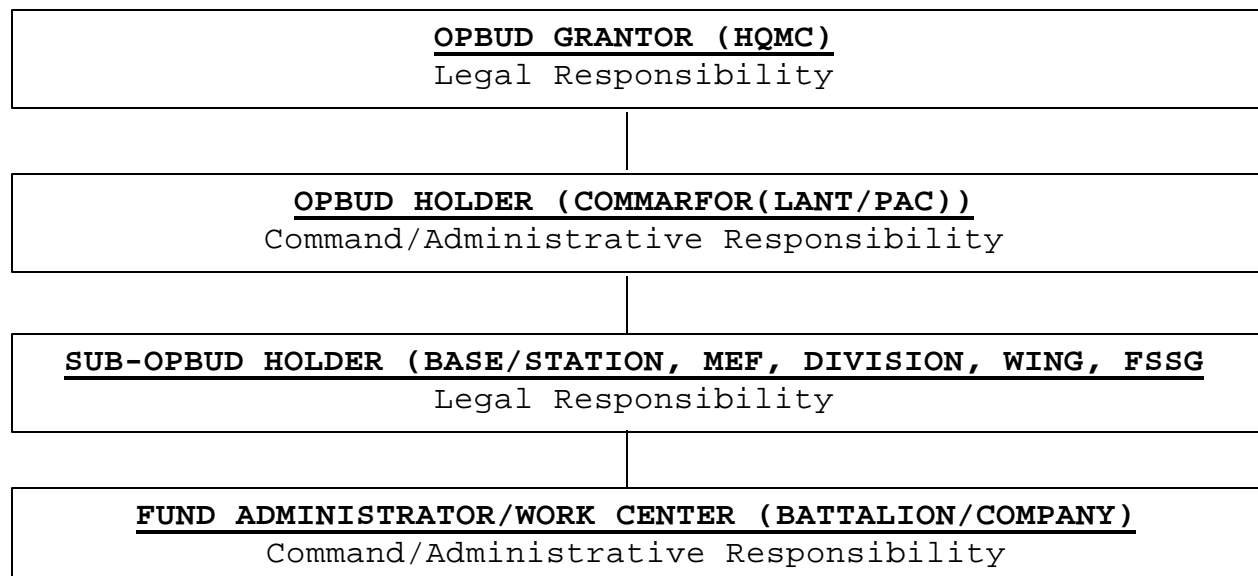 OPBUD GRANTOR (HQMC)
Legal Responsibility
OPBUD HOLDER (COMMARFOR(LANT/PAC))
Command/Administrative Responsibility
SUB-OPBUD HOLDER (BASE/STATION, MEF, DIVISION, WING, FSSG
Legal Responsibility
FUND ADMINISTRATOR/WORK CENTER (BATTALION/COMPANY)
Command/Administrative Responsibility